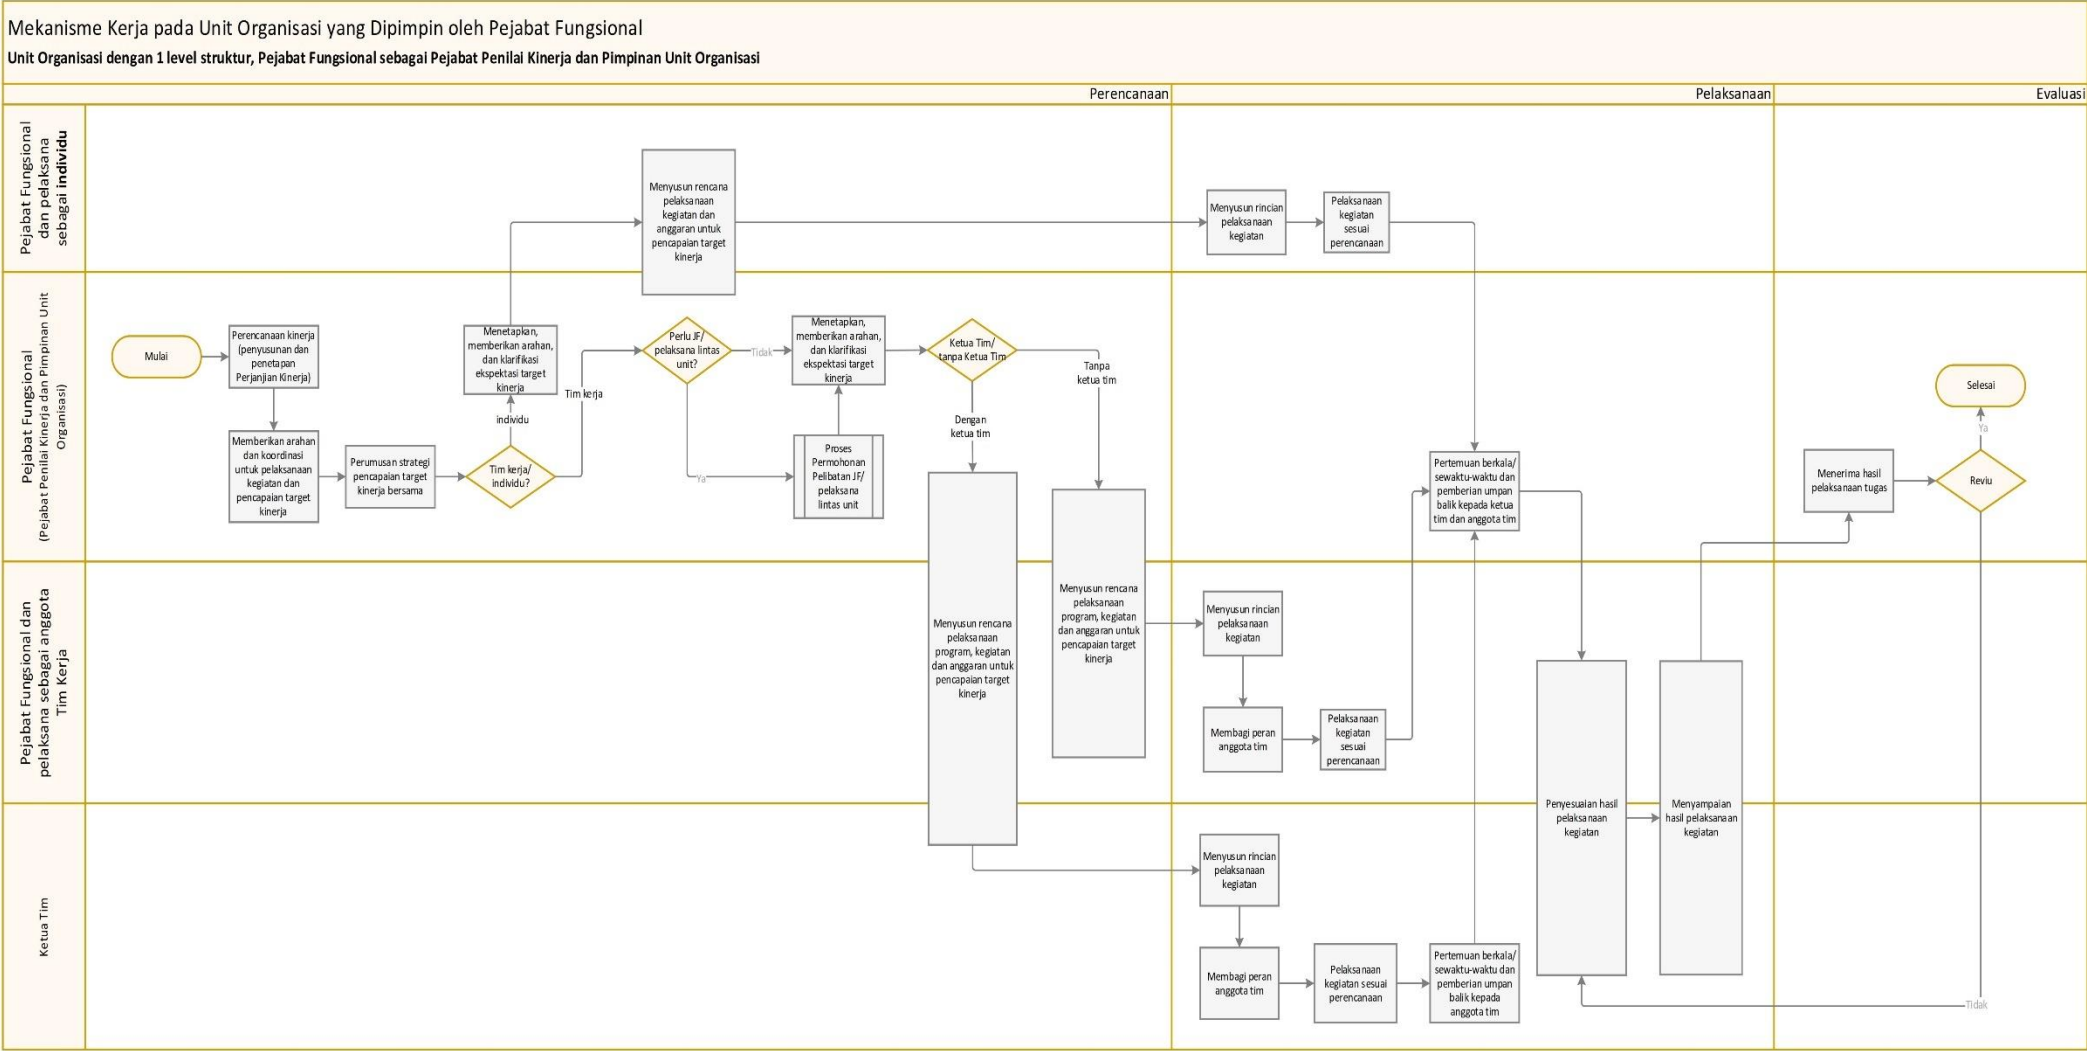 Mekanisme Kerja pada Unit Organisasi yang Dipimpin oleh Pejabat Fungsional
Unit Organisasi dengan 1 level struktur, Pejabat Fungsional sebagai Pejabat Penilai Kinerja dan Pimpinan Unit Organisasi
Perencanaan
Pelaksanaan
Evaluasi
Pejabat Fungsional
dan pelaksana
sebagai individu
Menyusun rencana
pelaksanaan
kegiatan dan
anggaran untuk
pencapaian target
kinerja
Menyusun rincian
pelaksanaan
kegiatan
Pelaksanaan
kegiatan
sesuai
perencanaan
Pejabat Fungsional
(Pejabat Penilai Kinerja dan Pimpinan Unit
Organisasi)
Mulai
Perencanaan kinerja
(penyusunan dan
penetapan
Perjanjian Kinerja)
Memberikan arahan
dan koordinasi
untuk pelaksanaan
kegiatan dan
pencapaian target
kinerja
Perumusan strategi
pencapaian target
kinerja bersama
Tim kerja/
individu?
individu
Menetapkan,
memberikan arahan,
dan klarifikasi
ekspektasi target
kinerja
Tim kerja
Perlu JF/
pelaksana lintas
unit?
Tidak
Ya
Proses
Permohonan
Pelibatan JF/
pelaksana
lintas unit
Menetapkan,
memberikan arahan,
dan klarifikasi
ekspektasi target
kinerja
Ketua Tim/
tanpa Ketua Tim
Dengan
ketua tim
Tanpa
ketua tim
Pertemuan berkala/
sewaktu-waktu dan
pemberian umpan
balik kepada ketua
tim dan anggota tim
Menerima hasil
pelaksanaan tugas
Reviu
Ya
Selesai
Tidak
Pejabat Fungsional dan
pelaksana sebagai anggota
Tim Kerja
Menyusun rencana
pelaksanaan
program, kegiatan
dan anggaran untuk
pencapaian target
kinerja
Menyusun rencana
pelaksanaan
program, kegiatan
dan anggaran untuk
pencapaian target
kinerja
Menyusun rincian
pelaksanaan
kegiatan
Membagi peran
anggota tim
Pelaksanaan
kegiatan
sesuai
perencanaan
Penyesuaian hasil
pelaksanaan
kegiatan
Menyampaian
hasil pelaksanaan
kegiatan
Ketua Tim
Menyusun rincian
pelaksanaan
kegiatan
Membagi peran
anggota tim
Pelaksanaan
kegiatan sesuai
perencanaan
Pertemuan berkala/
sewaktu-waktu dan
pemberian umpan
balik kepada
anggota tim